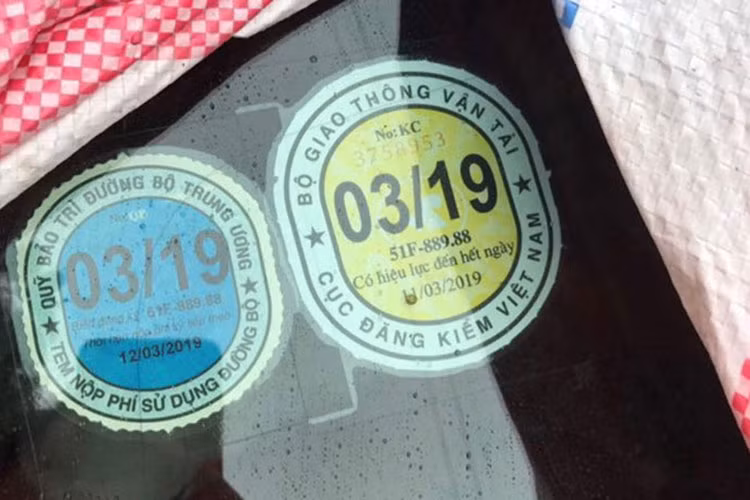 QUỸ BẢO TRÌ ĐƯỜNG BỘ TRUNG ƯƠNG
03/19
51F-889.88
12/03/2019
★ TEM NỘP PHÍ SỬ DỤNG ĐƯỜNG BỘ ★
BỘ GIAO THÔNG VẬN TẢI
No: KC
3758953
03/19
51F-889.88
Có hiệu lực đến hết ngày
11/03/2019
★ CỤC ĐĂNG KIỂM VIỆT NAM ★